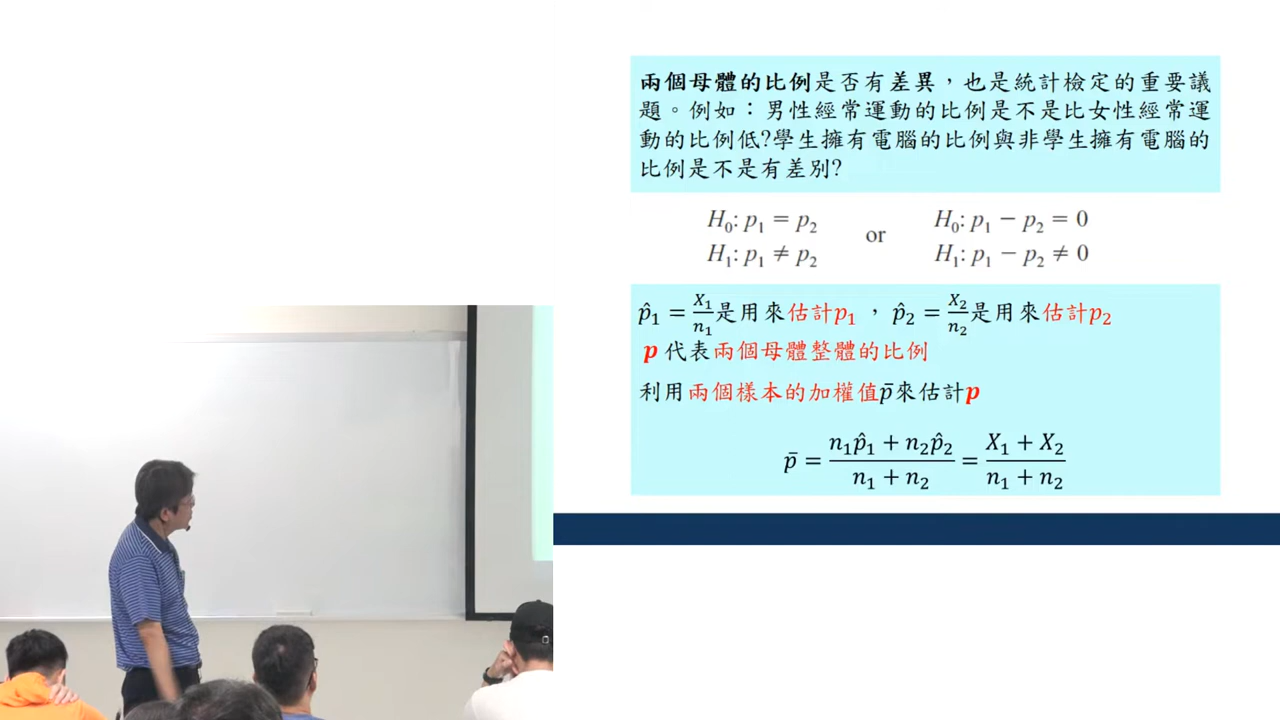 兩個母體的比例是否有差異，也是統計檢定的重要議
題。例如：男性經常運動的比例是不是比女性經常運
動的比例低?學生擁有電腦的比例與非學生擁有電腦的
比例是不是有差別?
H₀: p₁ = p₂ or H₀: p₁ − p₂ = 0
H₁: p₁ ≠ p₂ H₁: p₁ − p₂ ≠ 0
p̂₁ = X₁/n₁ 是用來估計p₁ ，p̂₂ = X₂/n₂ 是用來估計p₂
p 代表兩個母體整體的比例
利用兩個樣本的加權值p̄來估計p
p̄ = (n₁p̂₁ + n₂p̂₂)/(n₁ + n₂) = (X₁ + X₂)/(n₁ + n₂)